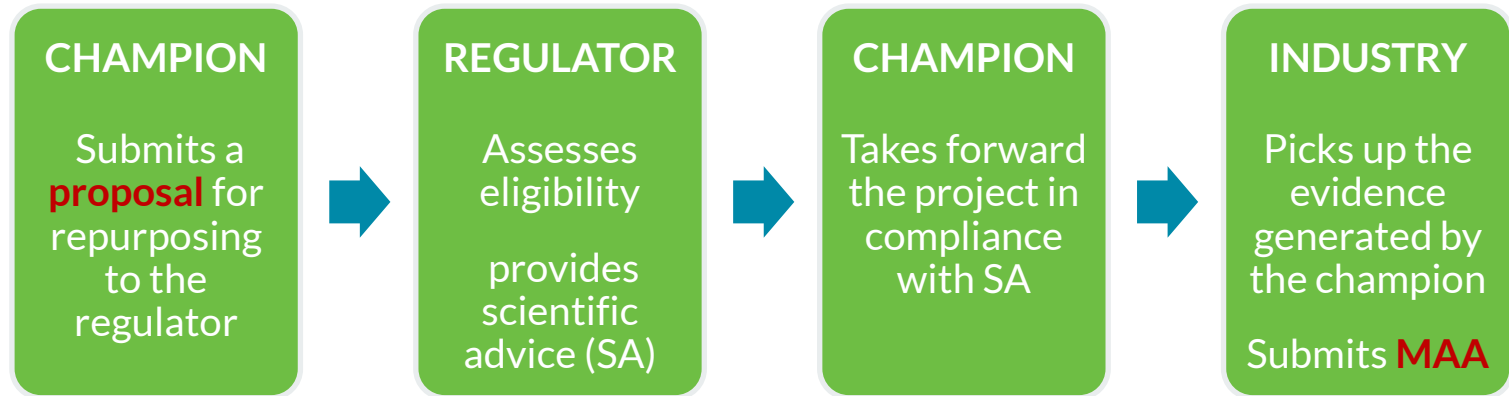 CHAMPION
Submits a
proposal for
repurposing
to the
regulator
REGULATOR
Assesses
eligibility
provides
scientific
advice (SA)
CHAMPION
Takes forward
the project in
compliance
with SA
INDUSTRY
Picks up the
evidence
generated by
the champion
Submits MAA